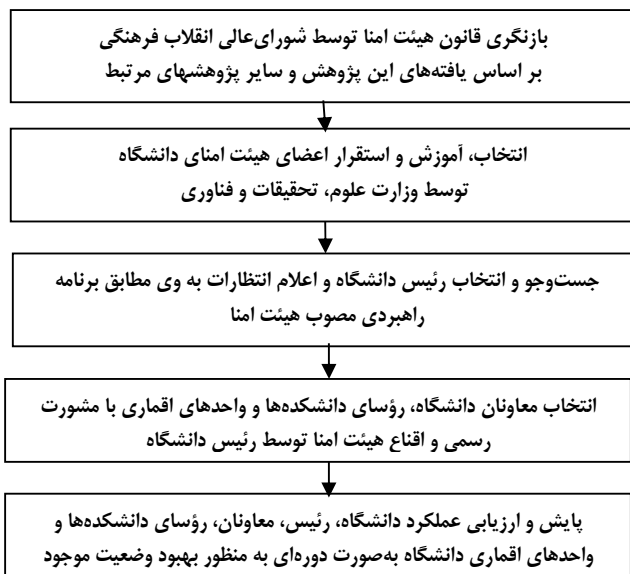 بازنگری قانون هیئت امنا توسط شورای‌عالی انقلاب فرهنگی
بر اساس یافته‌های این پژوهش و سایر پژوهشهای مرتبط
انتخاب، آموزش و استقرار اعضای هیئت امنای دانشگاه
توسط وزارت علوم، تحقیقات و فناوری
جست‌وجو و انتخاب رئیس دانشگاه و اعلام انتظارات به وی مطابق برنامه
راهبردی مصوب هیئت امنا
انتخاب معاونان دانشگاه، رؤسای دانشکده‌ها و واحدهای اقماری با مشورت
رسمی و اقناع هیئت امنا توسط رئیس دانشگاه
پایش و ارزیابی عملکرد دانشگاه، رئیس، معاونان، رؤسای دانشکده‌ها و
واحدهای اقماری دانشگاه به‌صورت دوره‌ای به منظور بهبود وضعیت موجود